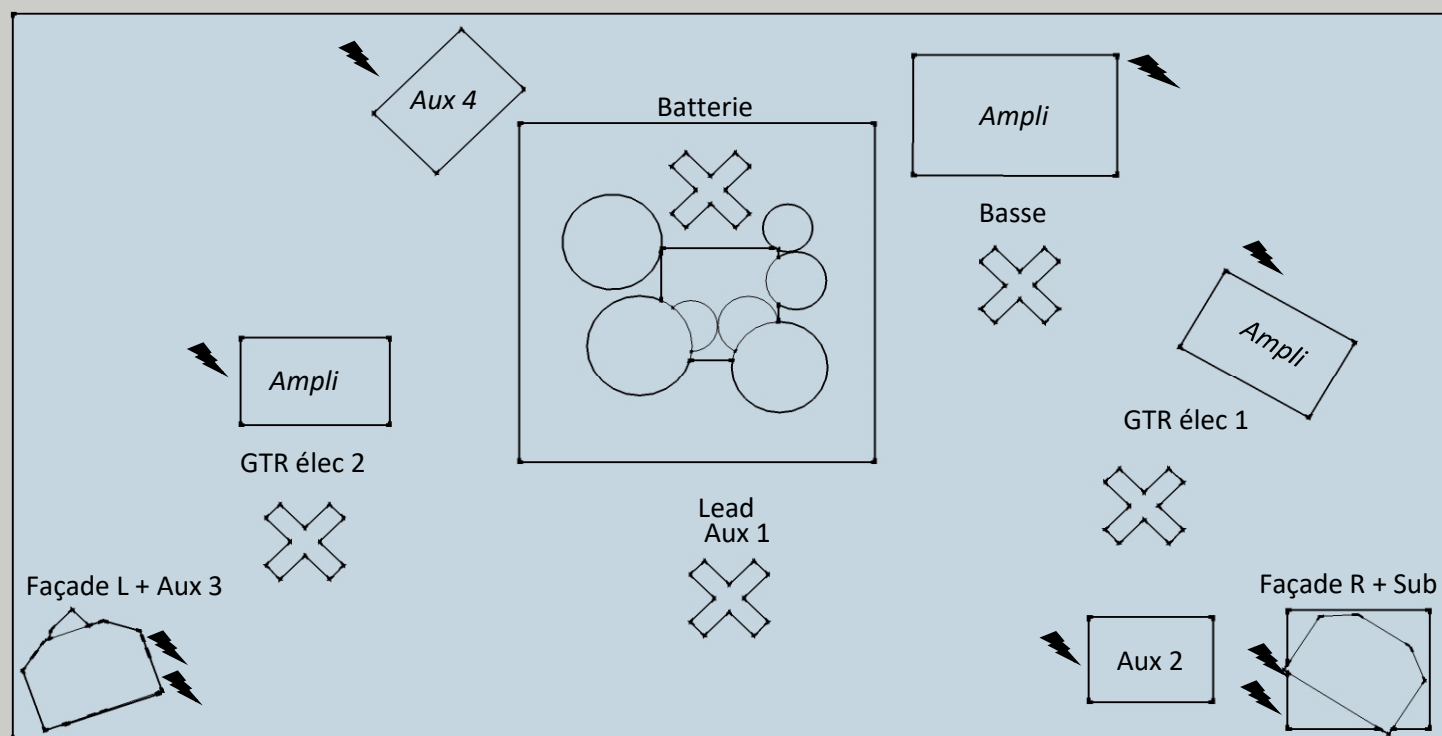 Aux 4
Batterie
Ampli
Basse
Ampli
Ampli
GTR élec 1
GTR élec 2
Lead
Aux 1
Façade L + Aux 3
Façade R + Sub
Aux 2